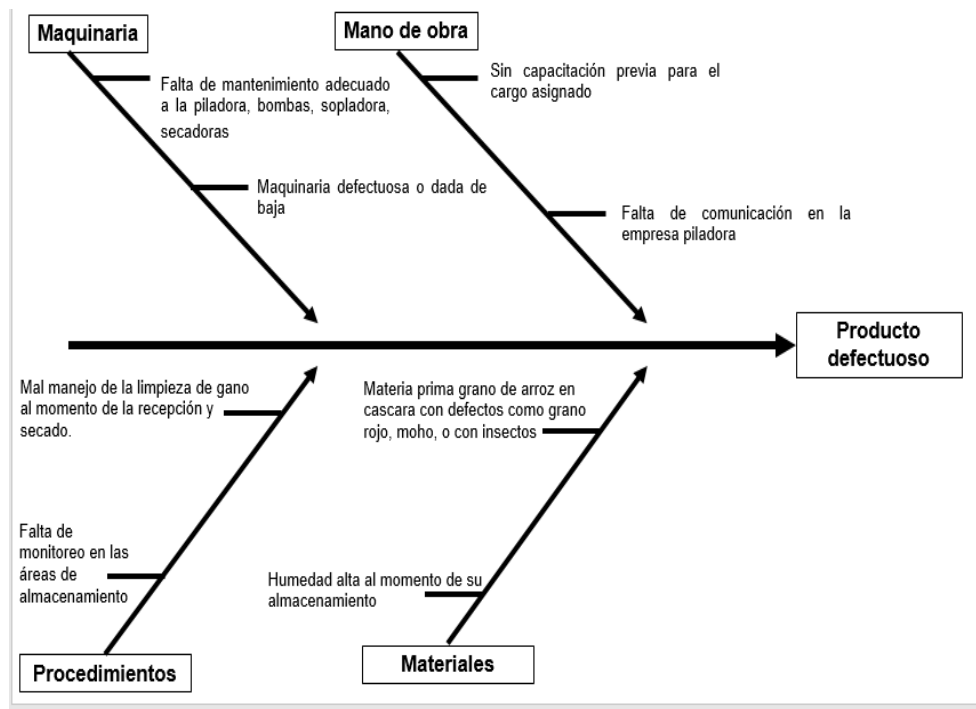 Maquinaria
Mano de obra
Falta de mantenimiento adecuado
a la piladora, bombas, sopladora,
secadoras
Maquinaria defectuosa o dada de
baja
Sin capacitación previa para el
cargo asignado
Falta de comunicación en la
empresa piladora
Producto
defectuoso
Mal manejo de la limpieza de gano
al momento de la recepción y
secado.
Materia prima grano de arroz en
cascara con defectos como grano
rojo, moho, o con insectos
Falta de
monitoreo en las
áreas de
almacenamiento
Humedad alta al momento de su
almacenamiento
Procedimientos
Materiales